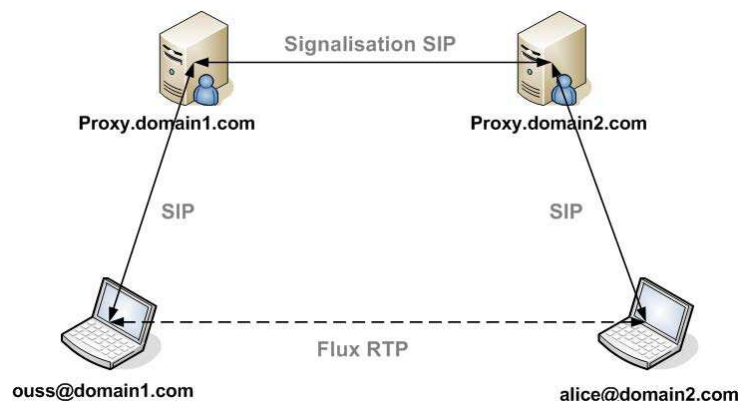 Signalisation SIP
Proxy.domain1.com
Proxy.domain2.com
SIP
SIP
Flux RTP
ouss@domain1.com
alice@domain2.com